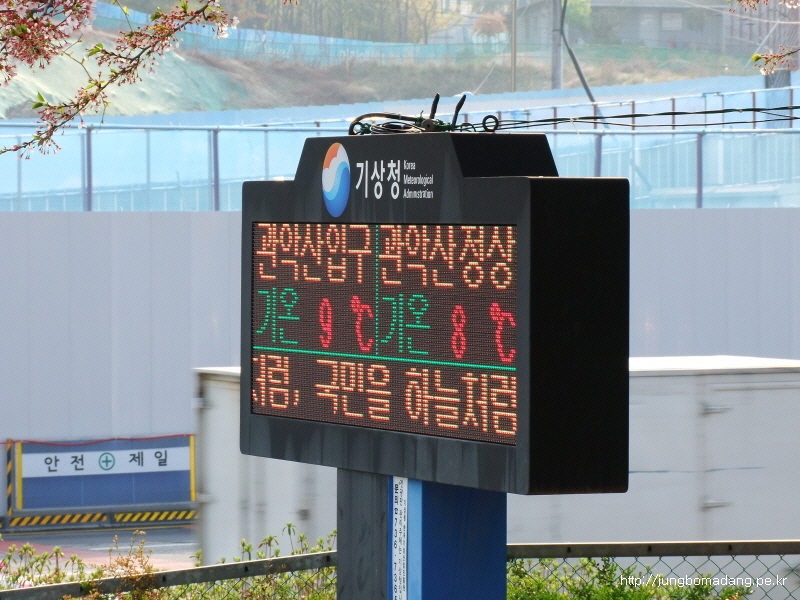 기상청
Korea
Meteorological
Administration
관악산입구 관악산정상
기온 9℃ 기온 8℃
처럼, 국민을 하늘처럼
안전 제일
http://jungbomadang.pe.kr